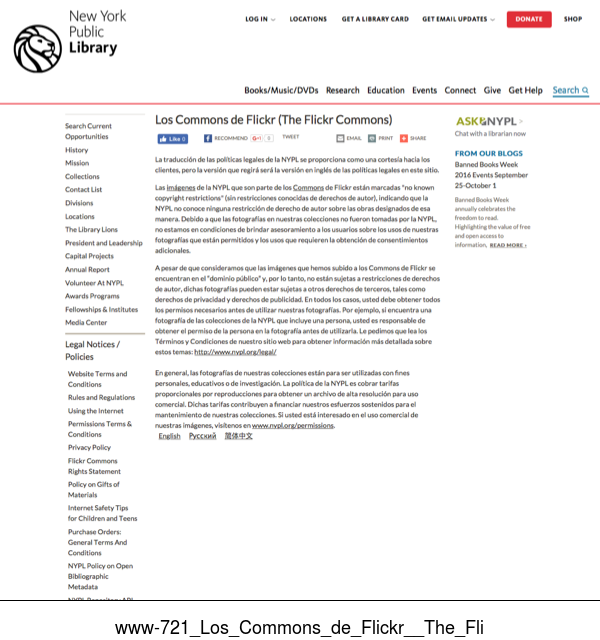 New York
Public
Library
LOG IN LOCATIONS GET A LIBRARY CARD GET EMAIL UPDATES DONATE SHOP
Books/Music/DVDs Research Education Events Connect Give Get Help Search
Search Current
Opportunities
History
Mission
Collections
Contact List
Divisions
Locations
The Library Lions
President and Leadership
Capital Projects
Annual Report
Volunteer At NYPL
Awards Programs
Fellowships & Institutes
Media Center
Legal Notices /
Policies
Website Terms and
Conditions
Rules and Regulations
Using the Internet
Permissions Terms &
Conditions
Privacy Policy
Flickr Commons
Rights Statement
Policy on Gifts of
Materials
Internet Safety Tips
for Children and Teens
Purchase Orders:
General Terms And
Conditions
NYPL Policy on Open
Bibliographic
Metadata
Los Commons de Flickr (The Flickr Commons)
Like 0 RECOMMEND G+1 0 TWEET EMAIL PRINT SHARE
La traducción de las políticas legales de la NYPL se proporciona como una cortesía hacia los
clientes, pero la versión que regirá será la versión en inglés de las políticas legales en este sitio.
Las imágenes de la NYPL que son parte de los Commons de Flickr están marcadas "no known
copyright restrictions" (sin restricciones conocidas de derechos de autor), indicando que la
NYPL no conoce ninguna restricción de derecho de autor sobre las obras designados de esa
manera. Debido a que las fotografías en nuestras colecciones no fueron tomadas por la NYPL,
no estamos en condiciones de brindar asesoramiento a los usuarios sobre los usos de nuestras
fotografías que están permitidos y los usos que requieren la obtención de consentimientos
adicionales.
A pesar de que consideramos que las imágenes que hemos subido a los Commons de Flickr se
encuentran en el "dominio público" y, por lo tanto, no están sujetas a restricciones de derechos
de autor, dichas fotografías pueden estar sujetas a otros derechos de terceros, tales como
derechos de privacidad y derechos de publicidad. En todos los casos, usted debe obtener todos
los permisos necesarios antes de utilizar nuestras fotografías. Por ejemplo, si encuentra una
fotografía de las colecciones de la NYPL que incluye una persona, usted es responsable de
obtener el permiso de la persona en la fotografía antes de utilizarla. Le pedimos que lea los
Términos y Condiciones de nuestro sitio web para obtener información más detallada sobre
estos temas: http://www.nypl.org/legal/
En general, las fotografías de nuestras colecciones están para ser utilizadas con fines
personales, educativos o de investigación. La política de la NYPL es cobrar tarifas
proporcionales por reproducciones para obtener un archivo de alta resolución para uso
comercial. Dichas tarifas contribuyen a financiar nuestros esfuerzos sostenidos para el
mantenimiento de nuestras colecciones. Si usted está interesado en el uso comercial de
nuestras imágenes, visítenos en www.nypl.org/permissions.
English Русский 简体中文
ASK NYPL >
Chat with a librarian now
FROM OUR BLOGS
Banned Books Week
2016 Events September
25-October 1
Banned Books Week
annually celebrates the
freedom to read.
Highlighting the value of free
and open access to
information, READ MORE ›
www-721_Los_Commons_de_Flickr__The_Fli